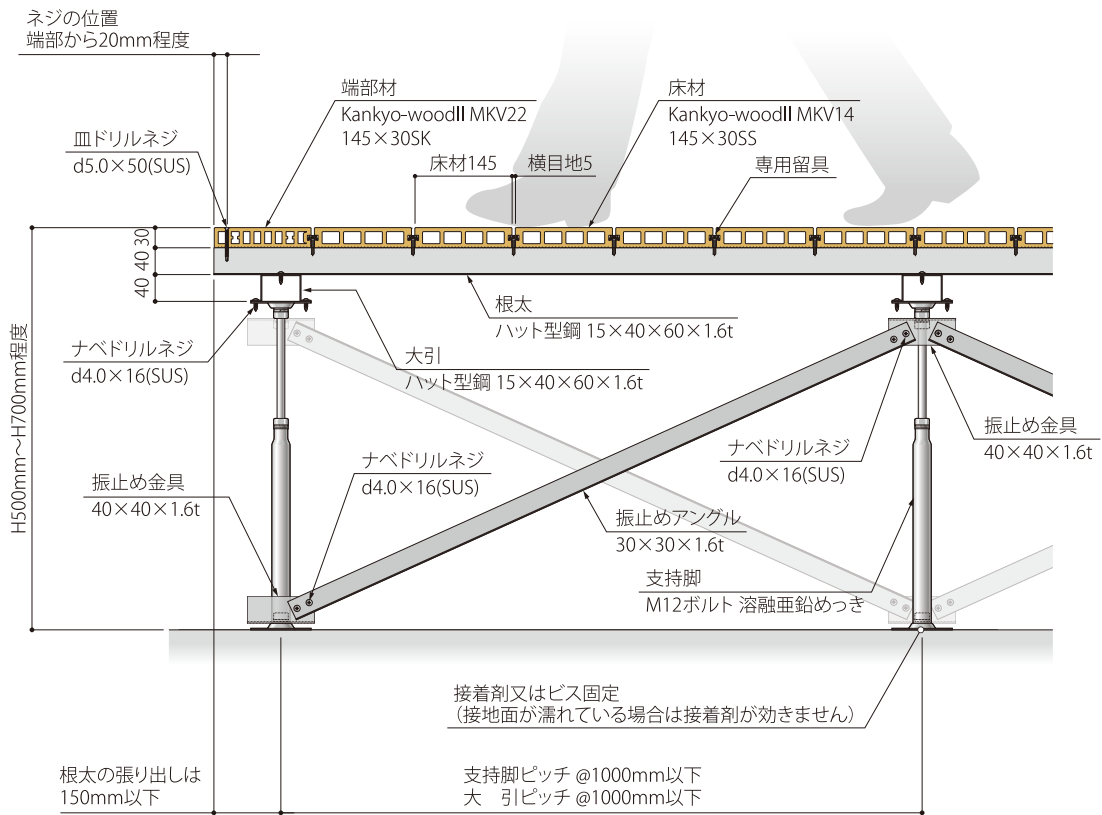 ネジの位置
端部から20mm程度
皿ドリルネジ
d5.0×50(SUS)
端部材
Kankyo-woodⅡ MKV22
145×30SK
床材145
横目地5
床材
Kankyo-woodⅡ MKV14
145×30SS
専用留具
30
40
40
H500mm〜H700mm程度
根太
ハット型鋼 15×40×60×1.6t
大引
ハット型鋼 15×40×60×1.6t
ナベドリルネジ
d4.0×16(SUS)
振止め金具
40×40×1.6t
ナベドリルネジ
d4.0×16(SUS)
ナベドリルネジ
d4.0×16(SUS)
振止め金具
40×40×1.6t
振止めアングル
30×30×1.6t
支持脚
M12ボルト 溶融亜鉛めっき
接着剤又はビス固定
（接地面が濡れている場合は接着剤が効きません）
根太の張り出しは
150mm以下
支持脚ピッチ @1000mm以下
大　引ピッチ @1000mm以下